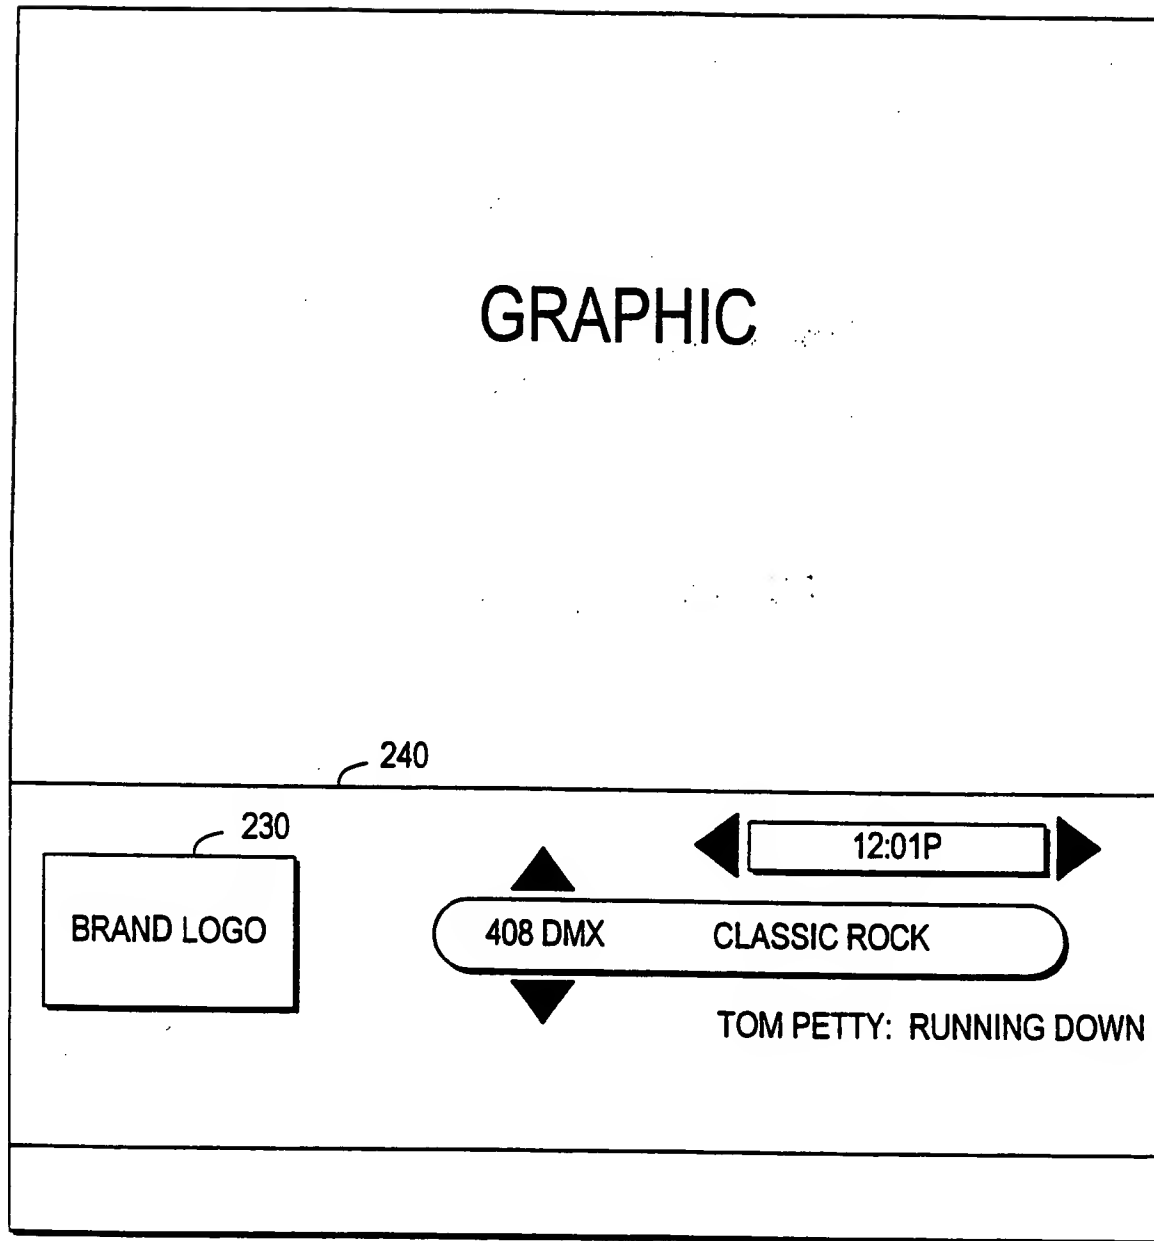 GRAPHIC
240
230
12:01P
BRAND LOGO
408 DMX CLASSIC ROCK
TOM PETTY: RUNNING DOWN